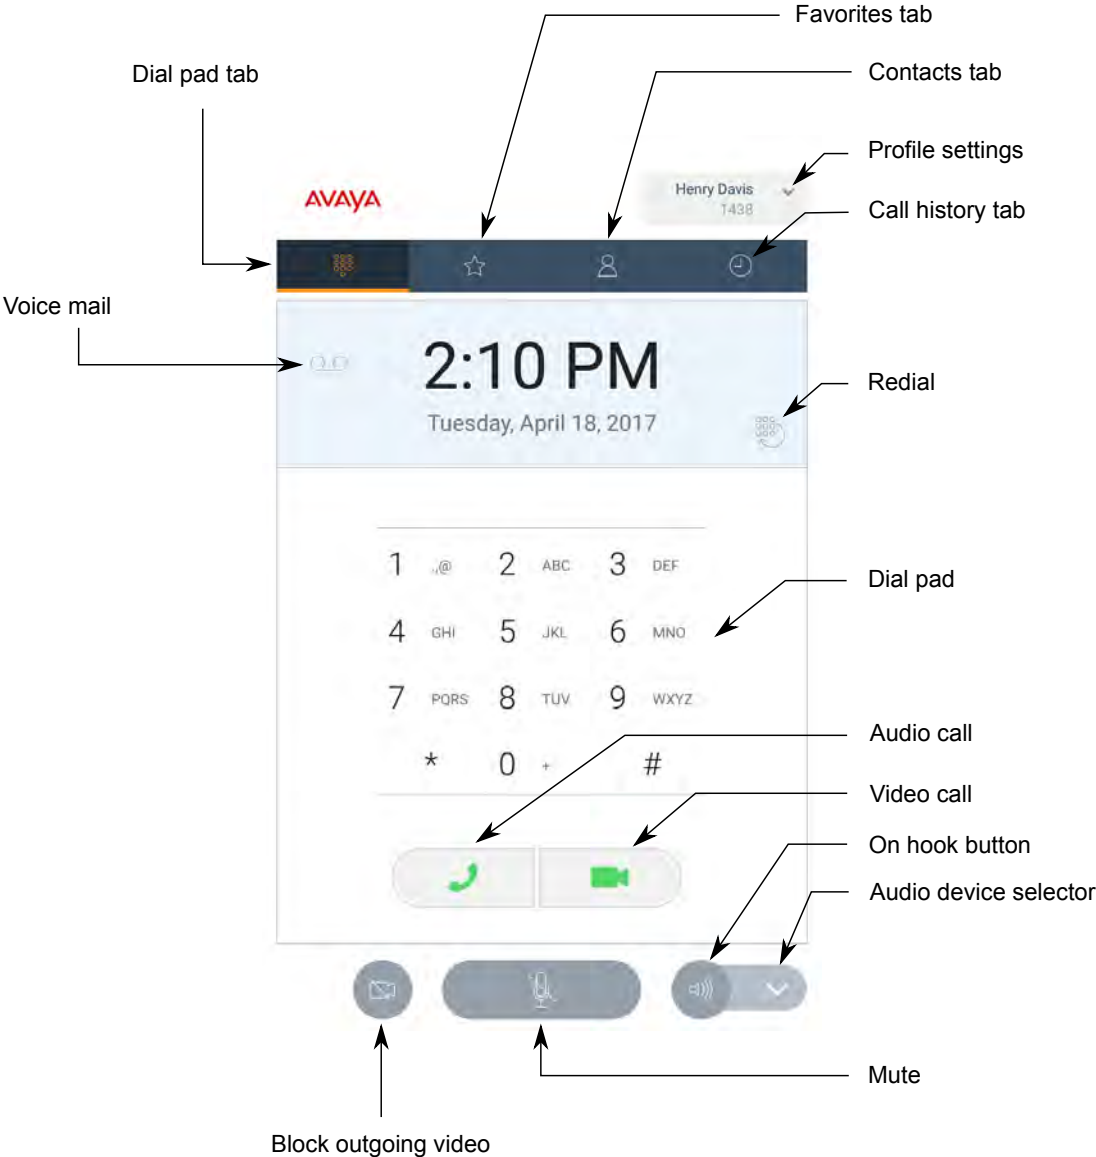 Favorites tab
Dial pad tab
Contacts tab
Profile settings
AVAYA
Henry Davis
1438
Call history tab
Voice mail
2:10 PM
Tuesday, April 18, 2017
Redial
1 .,@ 2 ABC 3 DEF
Dial pad
4 GHI 5 JKL 6 MNO
7 PQRS 8 TUV 9 WXYZ
Audio call
* 0 + #
Video call
On hook button
Audio device selector
Mute
Block outgoing video